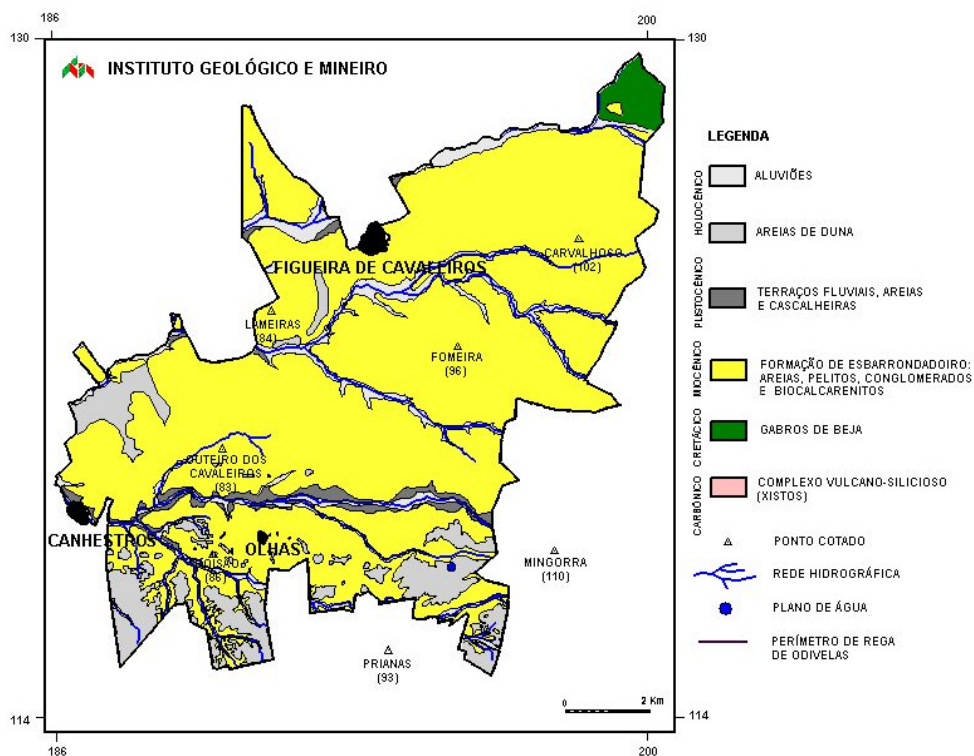 186
200
130
130
INSTITUTO GEOLÓGICO E MINEIRO
LEGENDA
HOLOCÉNICO
ALUVIÕES
AREIAS DE DUNA
PLISTOCÉNICO
TERRAÇOS FLUVIAIS, AREIAS
E CASCALHEIRAS
MIOCÉNICO
FORMAÇÃO DE ESBARRONDADOIRO:
AREIAS, PELITOS, CONGLOMERADOS
E BIOCALCARENITOS
CRETÁCICO
GABROS DE BEJA
CARBÓNICO
COMPLEXO VULCANO-SILICIOSO
(XISTOS)
PONTO COTADO
REDE HIDROGRÁFICA
PLANO DE ÁGUA
PERÍMETRO DE REGA
DE ODIVELAS
CARVALHOSO
(102)
FIGUEIRA DE CAVALEIROS
LAMEIRAS
(84)
FOMEIRA
(96)
OUTEIRO DOS
CAVALEIROS
(83)
CANHESTROS
OLHAS
(86)
MINGORRA
(110)
PRIANAS
(93)
0
2 Km
114
114
186
200